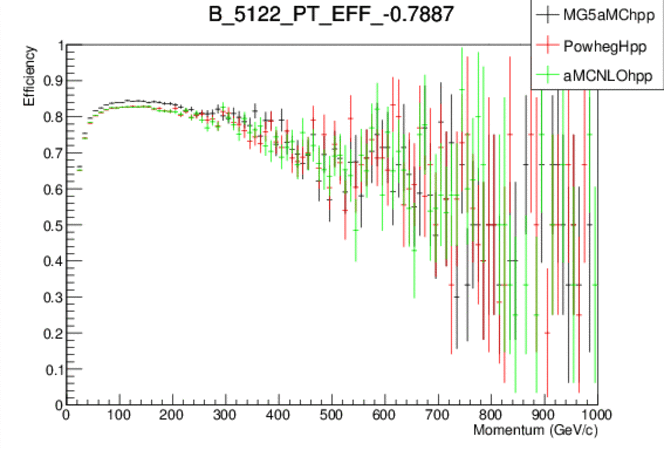 B_5122_PT_EFF_-0.7887
MG5aMChpp
PowhegHpp
aMCNLOhpp
Efficiency
1
0.9
0.8
0.7
0.6
0.5
0.4
0.3
0.2
0.1
0
0 100 200 300 400 500 600 700 800 900 1000
Momentum (GeV/c)